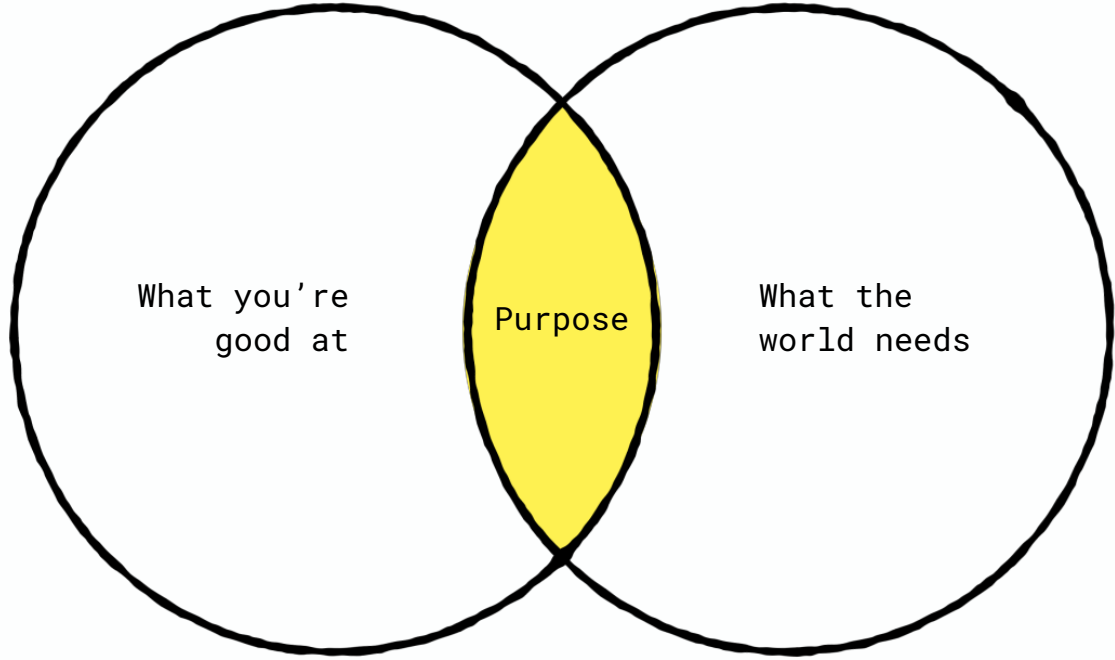 What you’re
good at
Purpose
What the
world needs